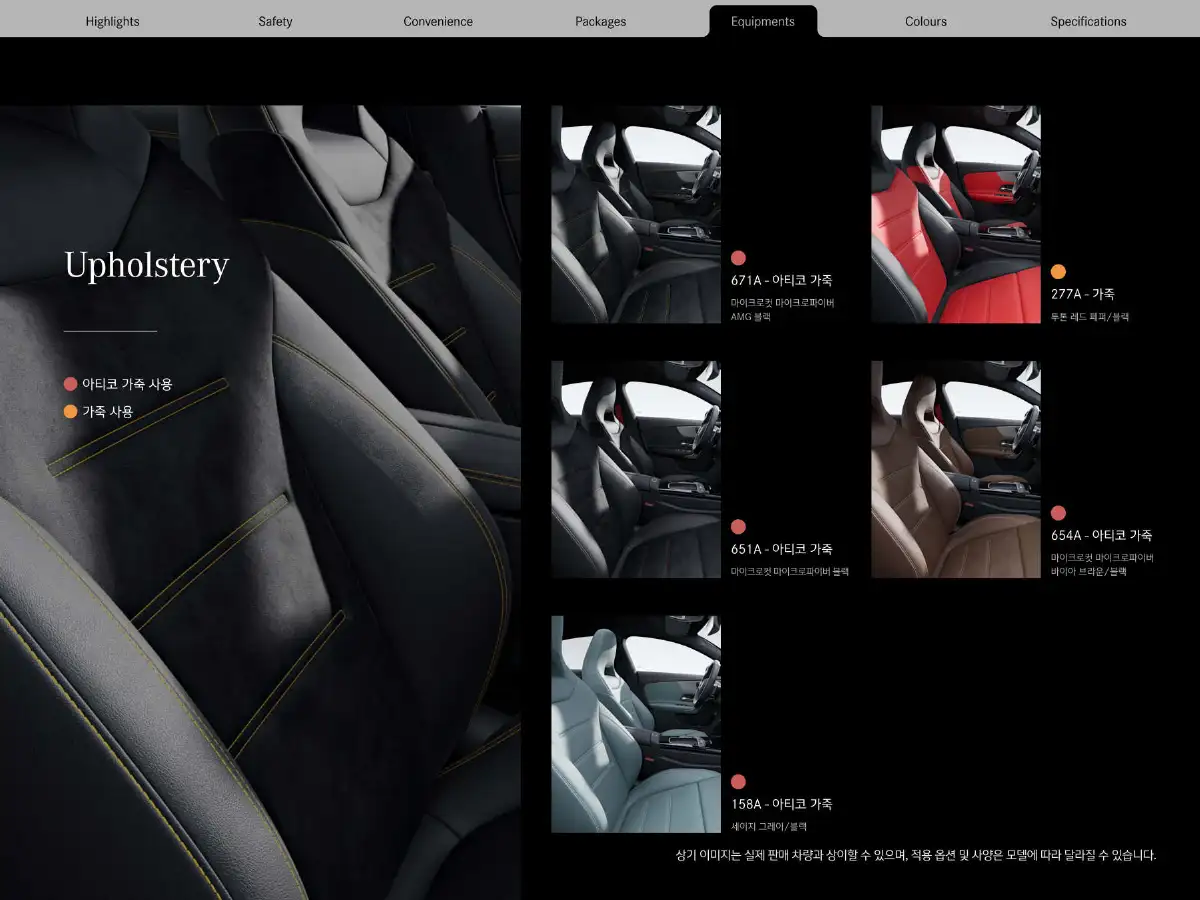 Highlights
Safety
Convenience
Packages
Equipments
Colours
Specifications
Upholstery
아티코 가죽 사용
가죽 사용
671A - 아티코 가죽
마이크로컷 마이크로파이버
AMG 블랙
277A - 가죽
투톤 레드 페퍼/블랙
651A - 아티코 가죽
마이크로컷 마이크로파이버 블랙
654A - 아티코 가죽
마이크로컷 마이크로파이버
바이아 브라운/블랙
158A - 아티코 가죽
세이지 그레이/블랙
상기 이미지는 실제 판매 차량과 상이할 수 있으며, 적용 옵션 및 사양은 모델에 따라 달라질 수 있습니다.